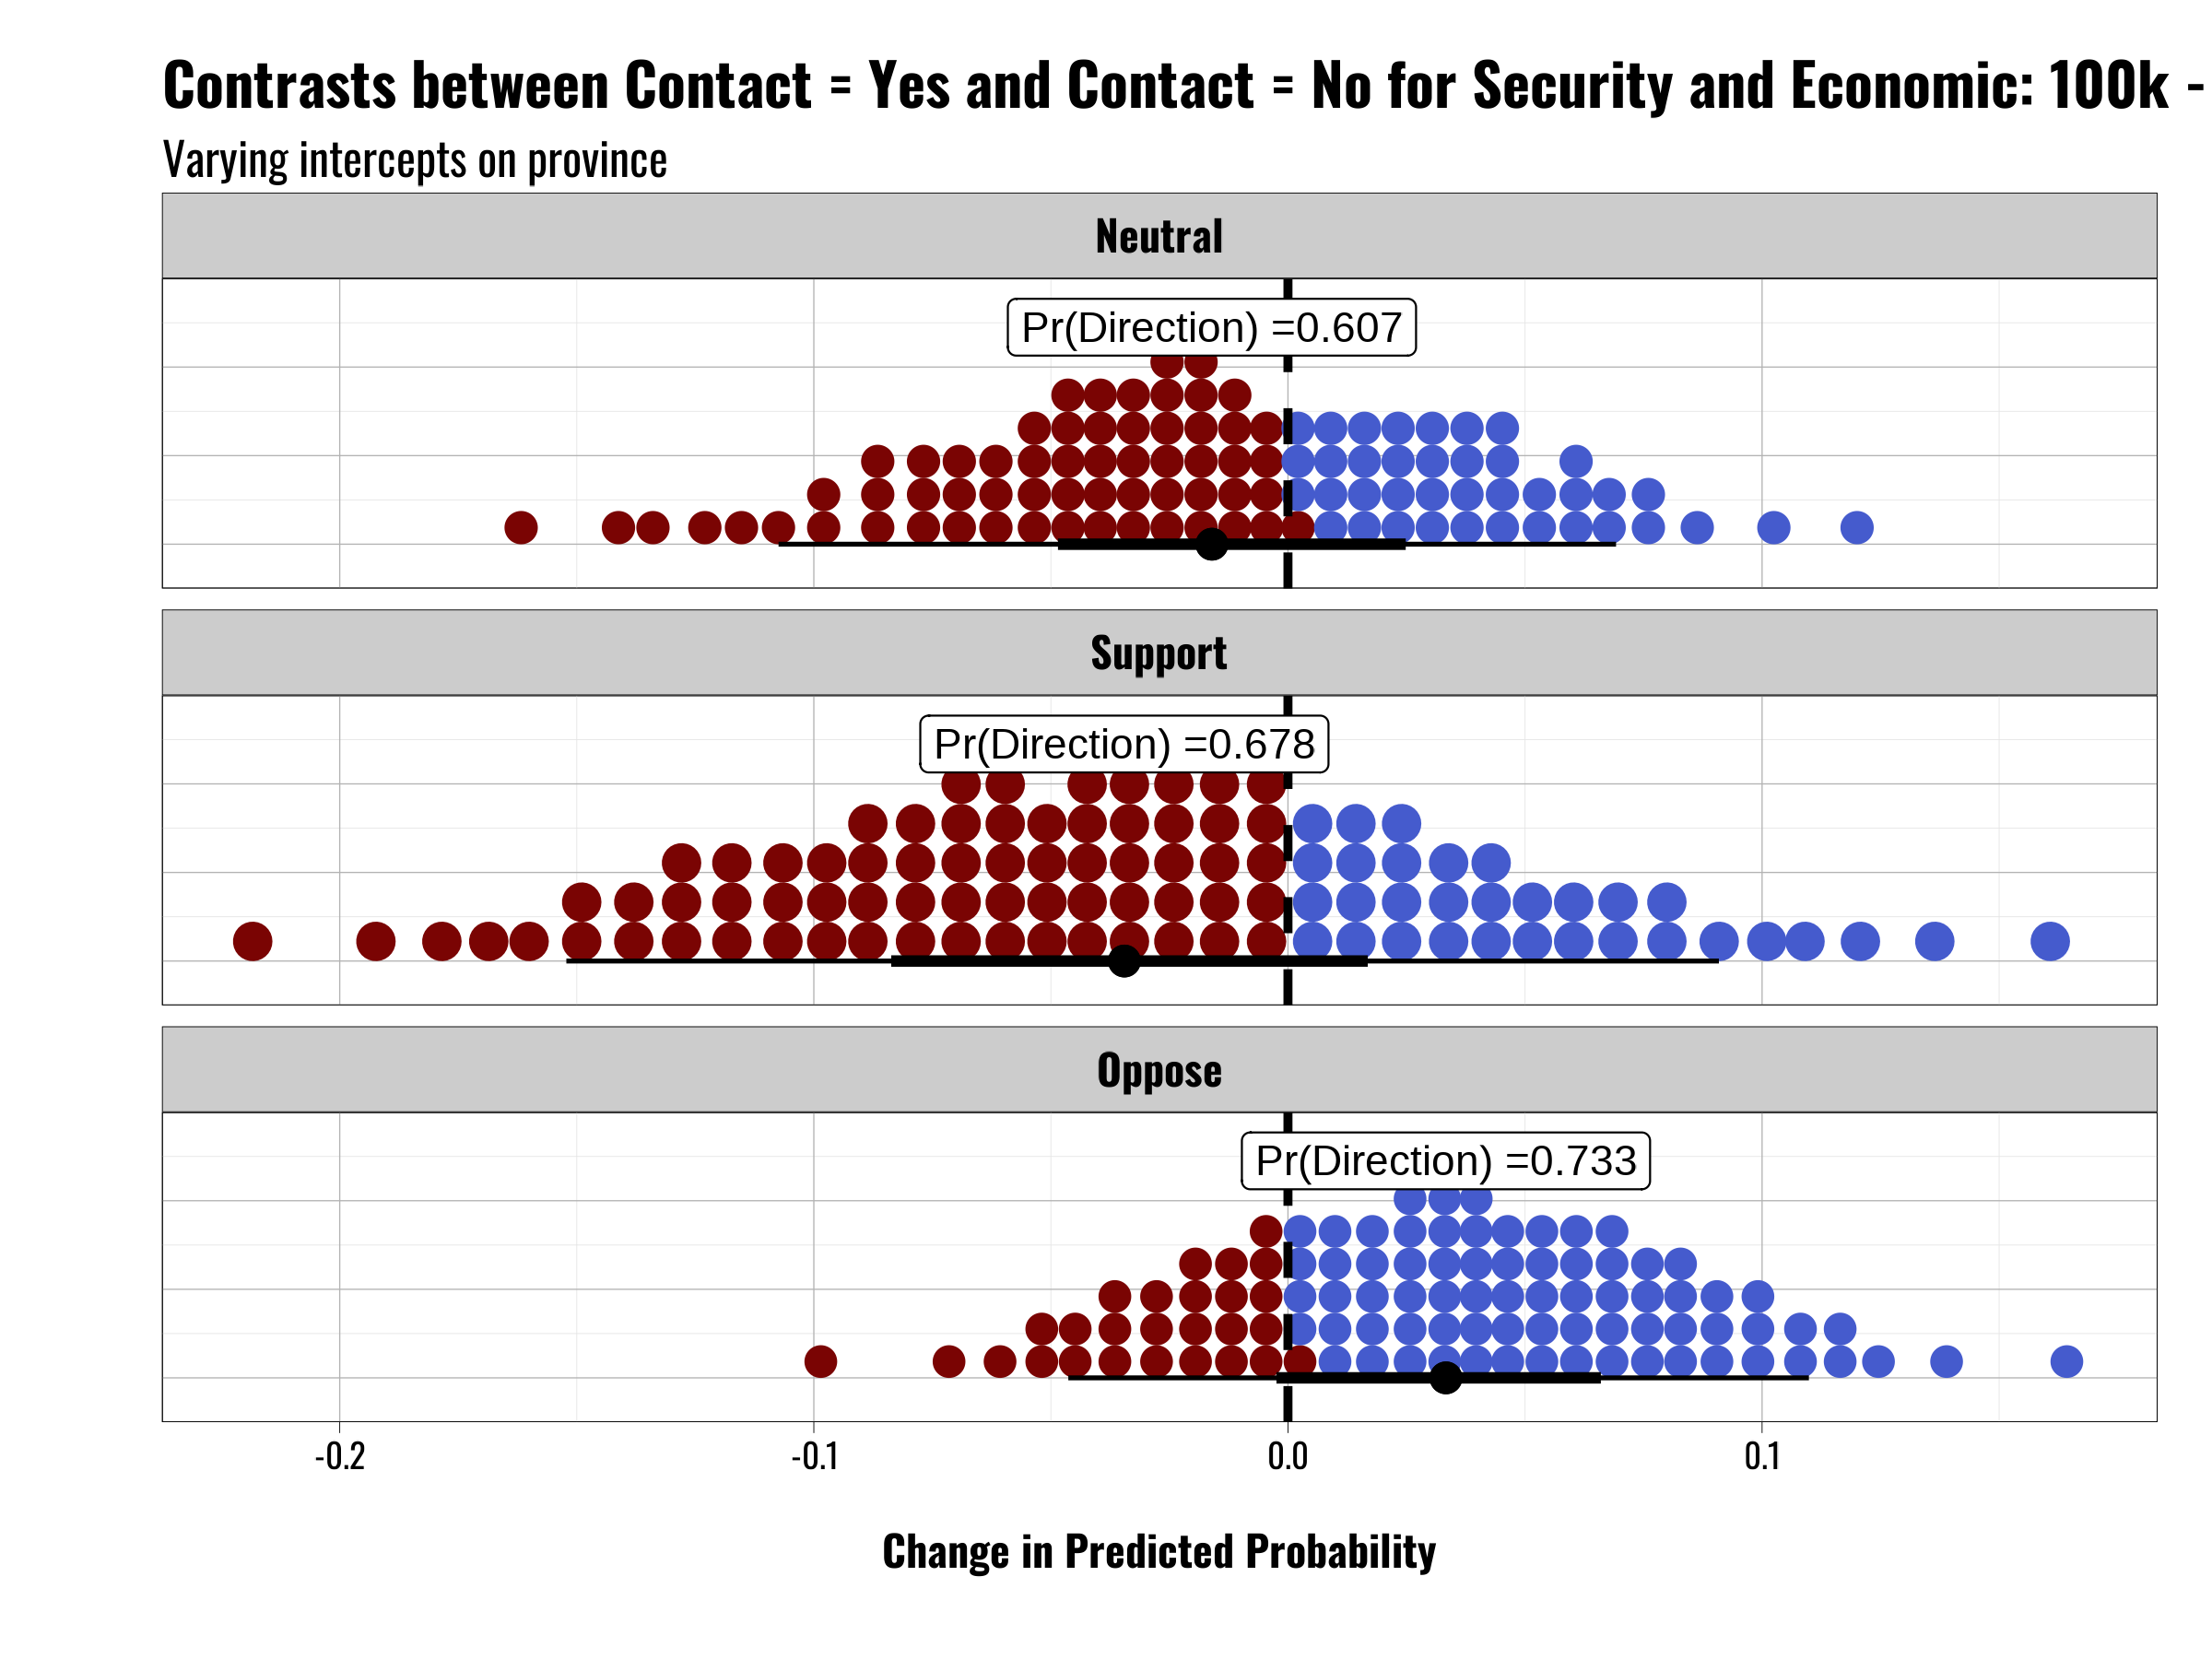 Contrasts between Contact = Yes and Contact = No for Security and Economic: 100k -
Varying intercepts on province
Neutral
Pr(Direction) =0.607
Support
Pr(Direction) =0.678
Oppose
Pr(Direction) =0.733
-0.2 -0.1 0.0 0.1
Change in Predicted Probability